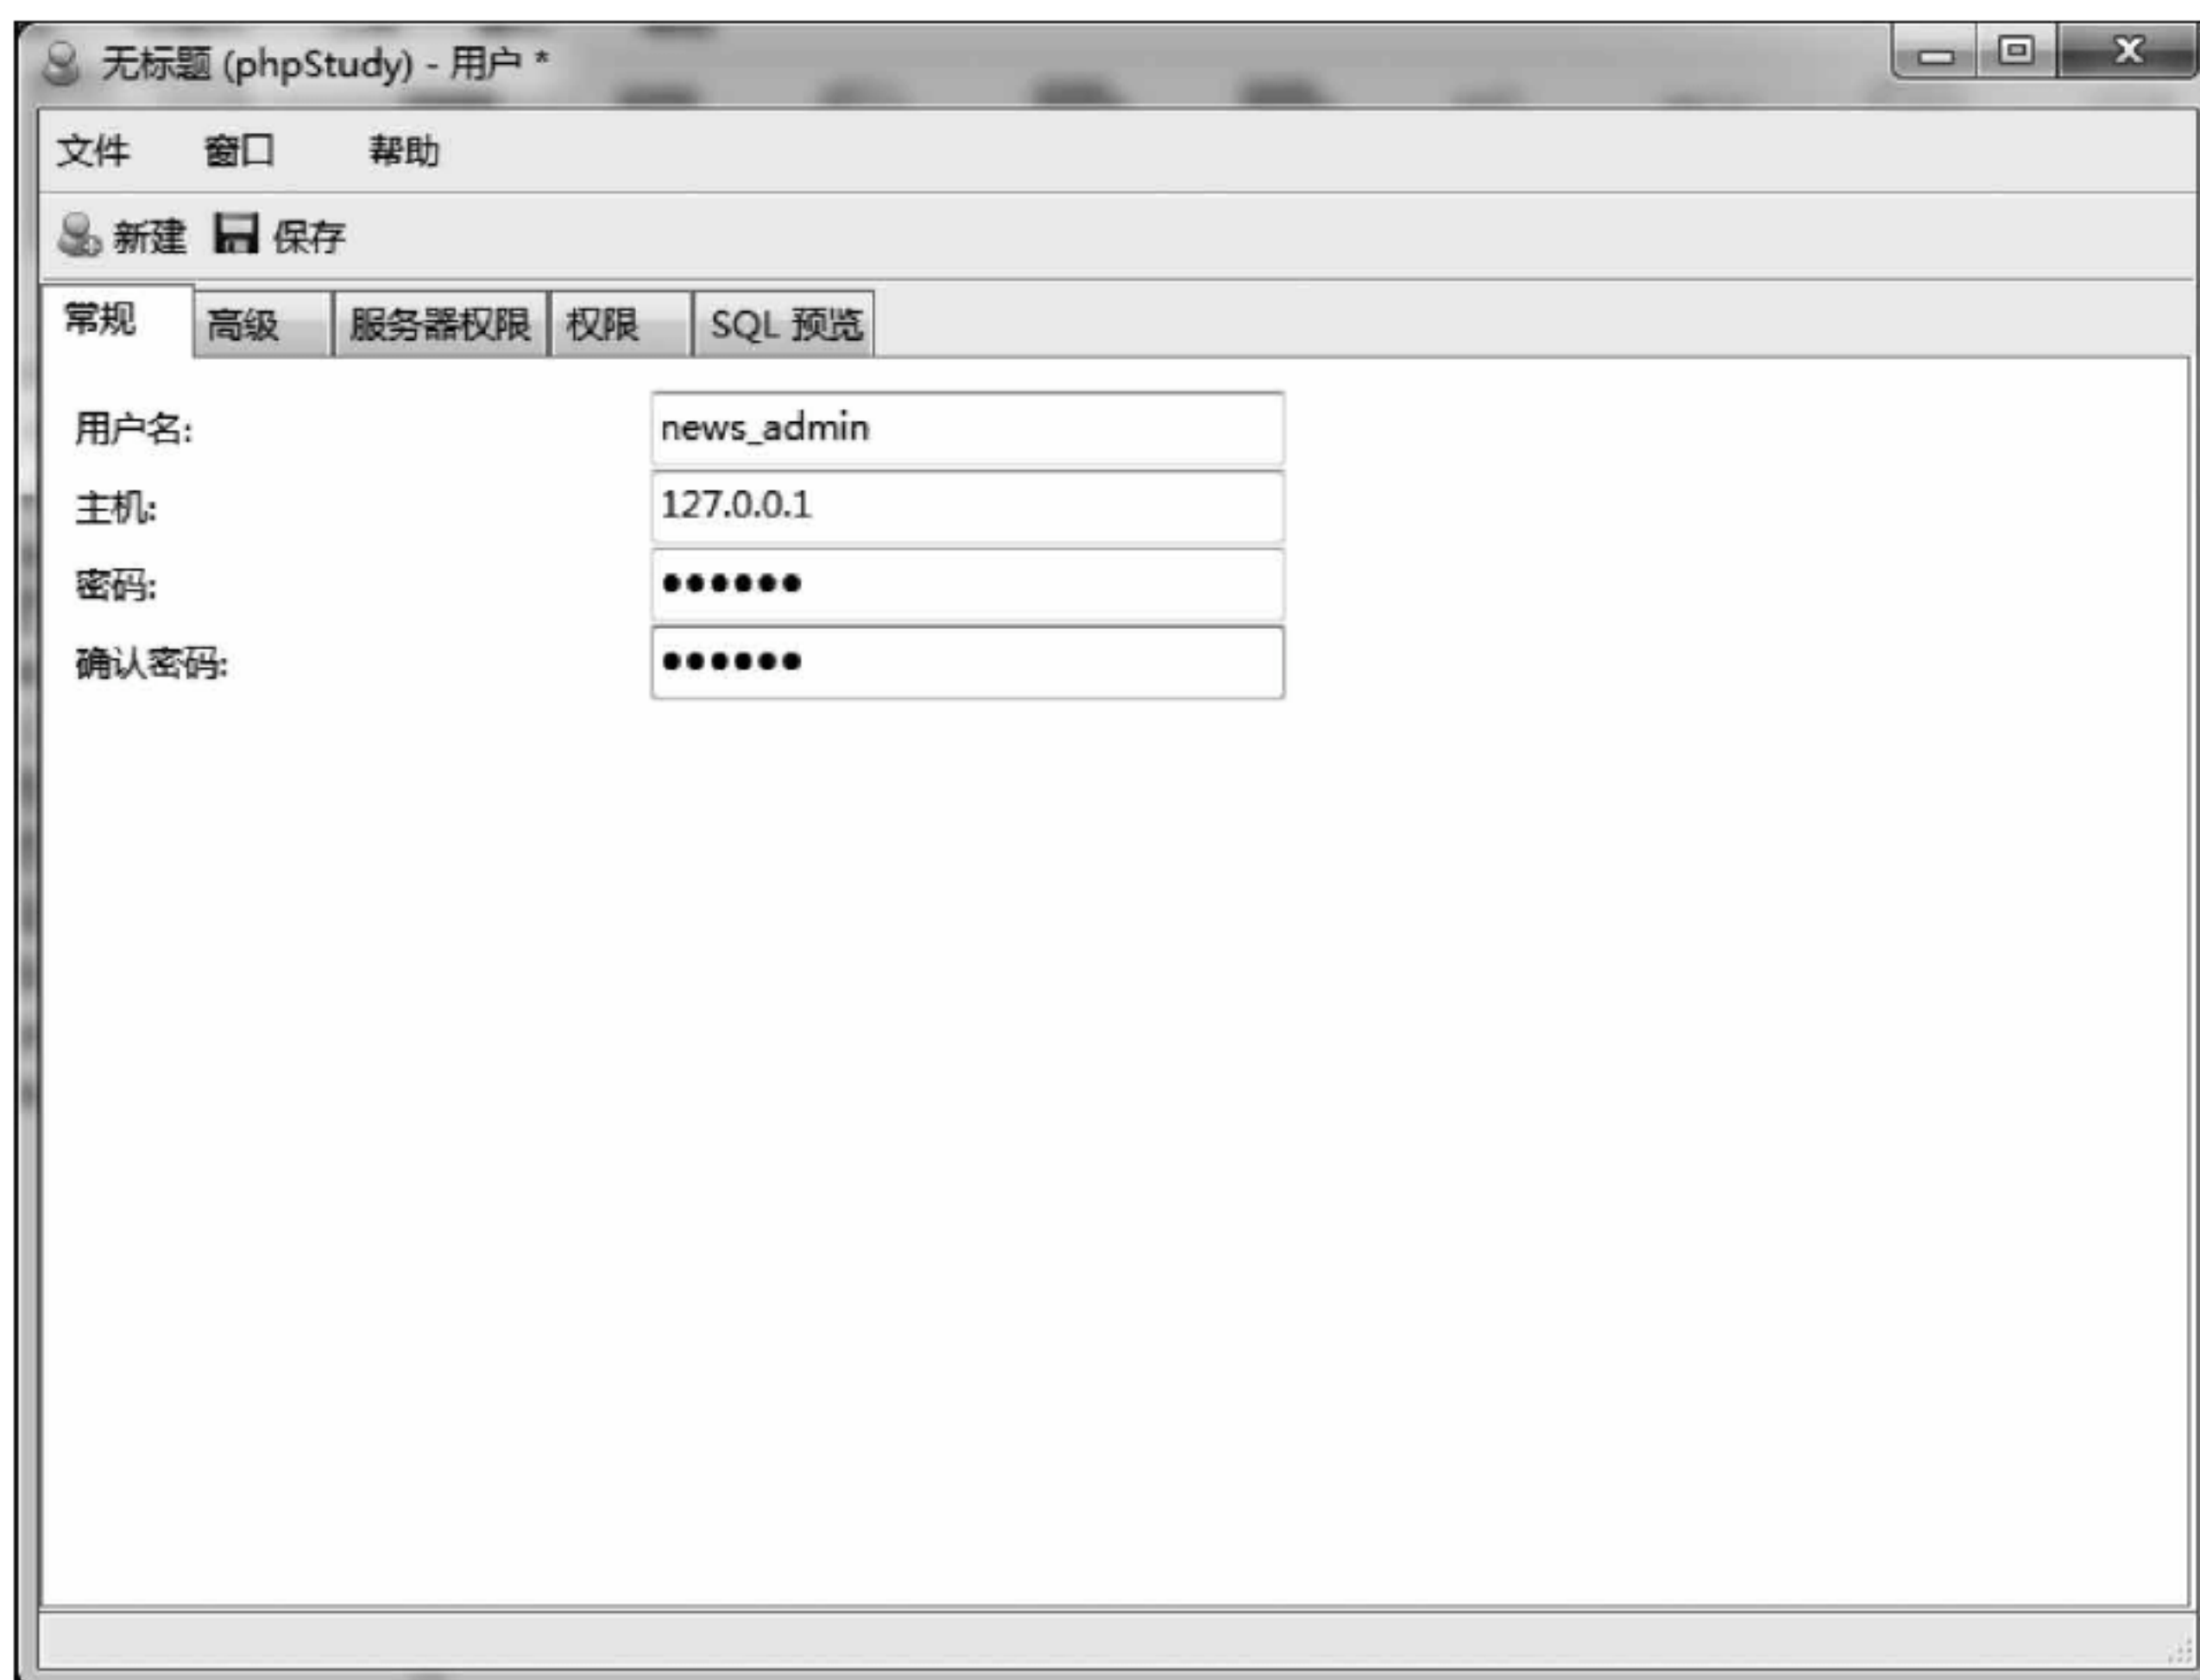 无标题 (phpStudy) - 用户 *
文件 窗口 帮助
新建 保存
常规 高级 服务器权限 权限 SQL 预览
用户名: news_admin
主机: 127.0.0.1
密码: ●●●●●●
确认密码: ●●●●●●